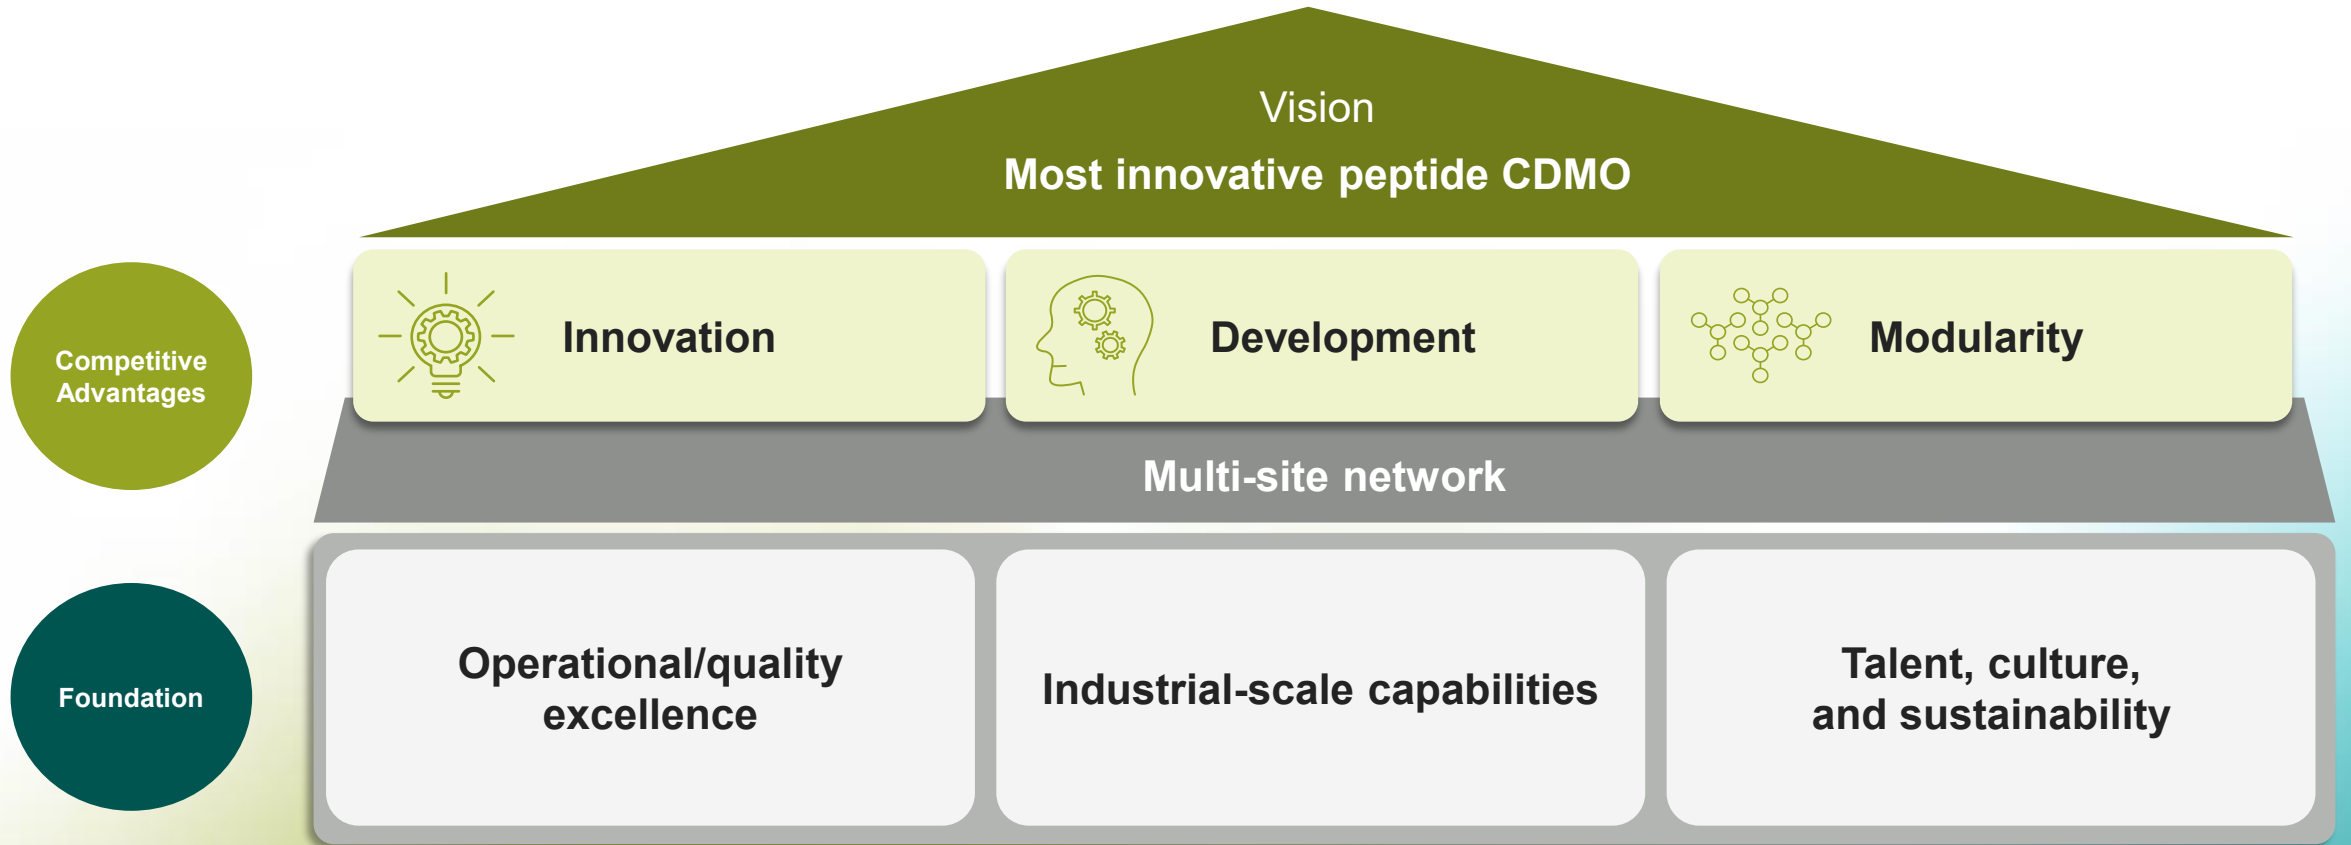 Vision
Most innovative peptide CDMO
Competitive
Advantages
Innovation
Development
Modularity
Multi-site network
Foundation
Operational/quality
excellence
Industrial-scale capabilities
Talent, culture,
and sustainability